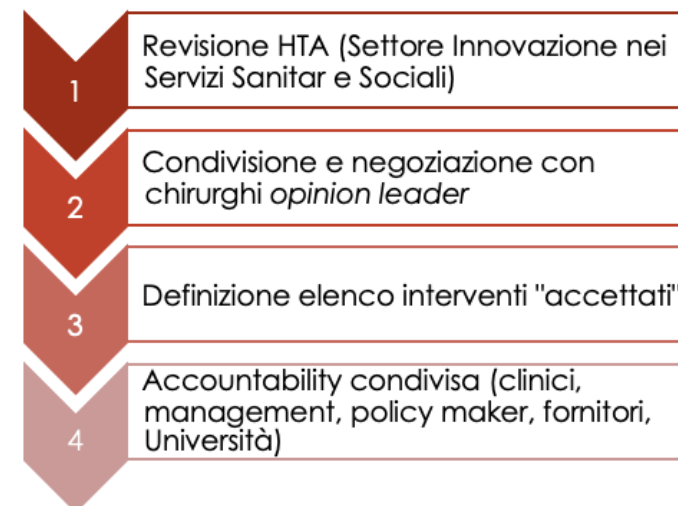 1
Revisione HTA (Settore Innovazione nei
Servizi Sanitar e Sociali)
2
Condivisione e negoziazione con
chirurghi opinion leader
3
Definizione elenco interventi "accettati"
4
Accountability condivisa (clinici,
management, policy maker, fornitori,
Università)